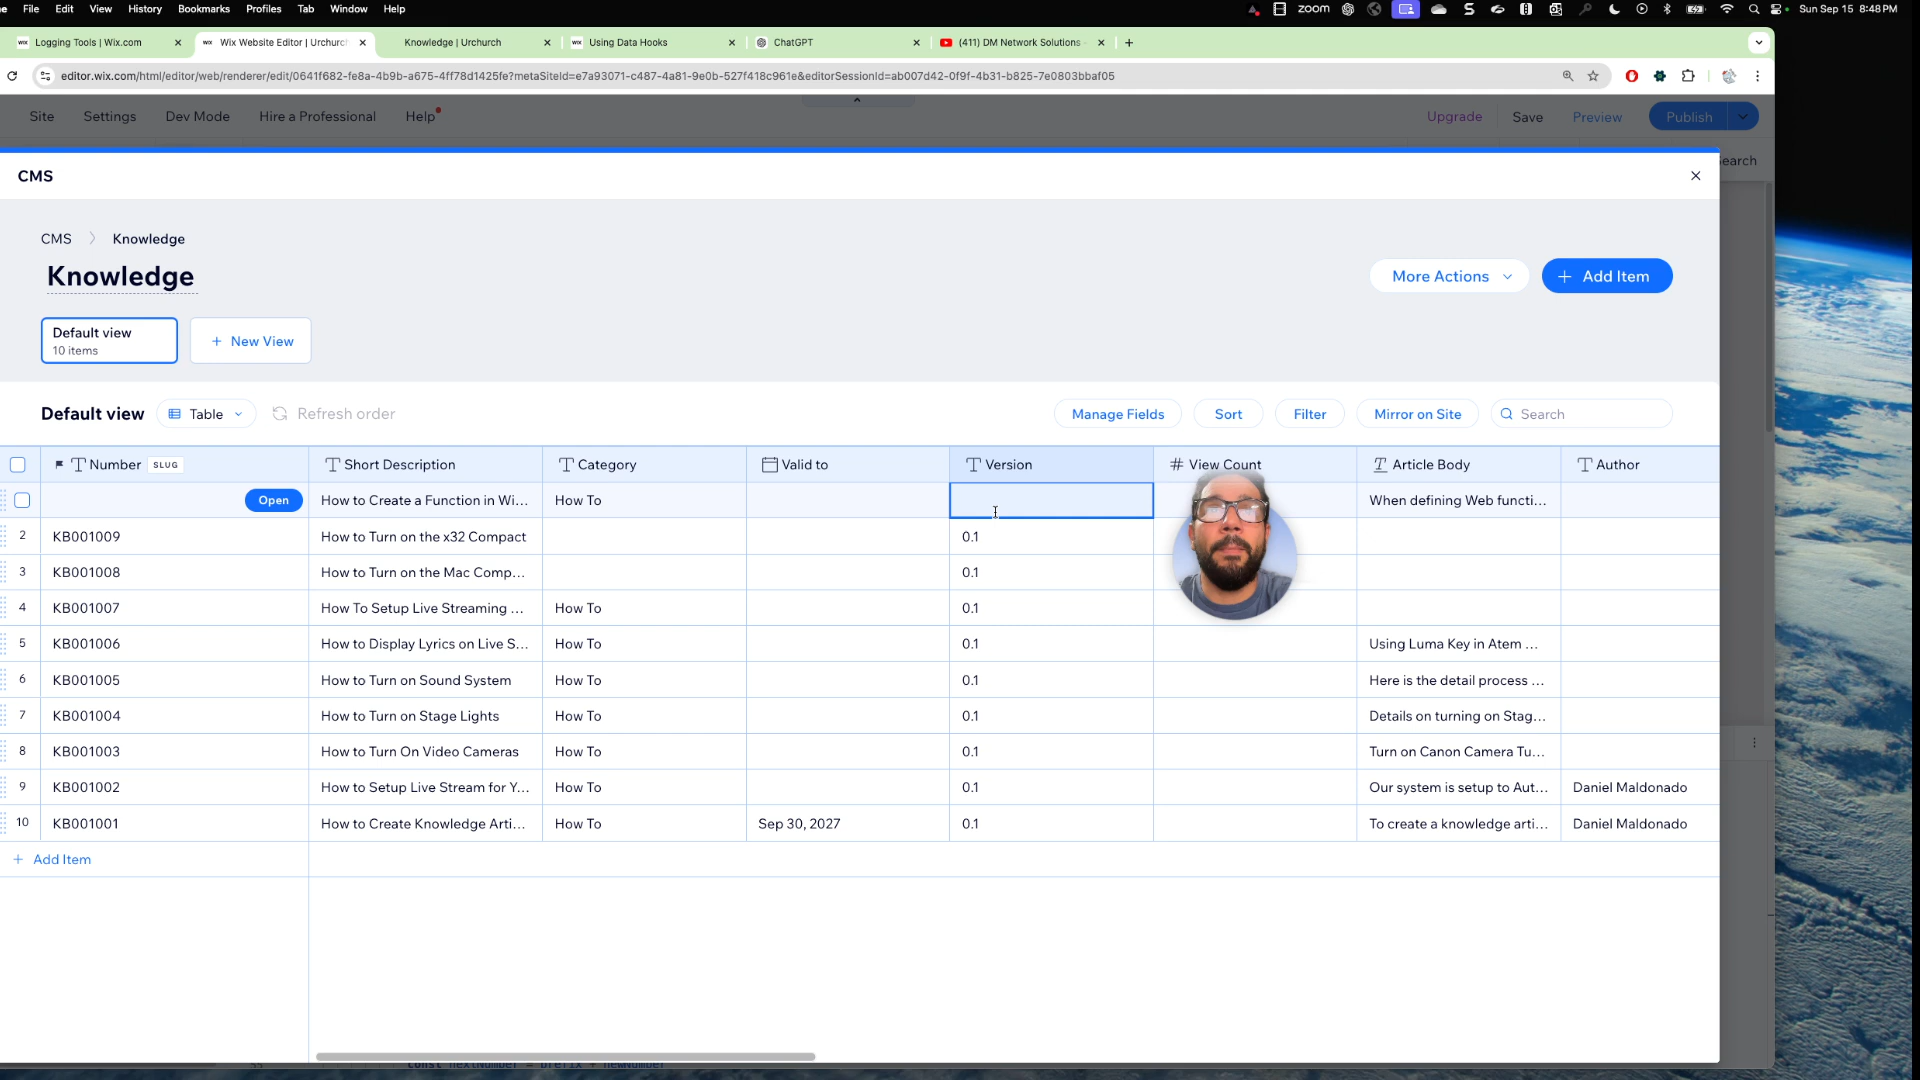 File Edit View History Bookmarks Profiles Tab Window Help
zoom Sun Sep 15 8:48 PM
Logging Tools | Wix.com Wix Website Editor | Urchurch Knowledge | Urchurch Using Data Hooks ChatGPT (411) DM Network Solutions
editor.wix.com/html/editor/web/renderer/edit/0641f682-fe8a-4b9b-a675-4ff78d1425fe?metaSiteId=e7a93071-c487-4a81-9e0b-527f418c961e&editorSessionId=ab007d42-0f9f-4b31-b825-7e0803bbaf05
Site Settings Dev Mode Hire a Professional Help Upgrade Save Preview Publish
earch
CMS
CMS Knowledge
Knowledge
More Actions + Add Item
Default view
10 items
+ New View
Default view Table Refresh order Manage Fields Sort Filter Mirror on Site Search
Number SLUG Short Description Category Valid to Version # View Count Article Body Author
Open How to Create a Function in Wi... How To When defining Web functi...
2 KB001009 How to Turn on the x32 Compact 0.1
3 KB001008 How to Turn on the Mac Comp... 0.1
4 KB001007 How To Setup Live Streaming ... How To 0.1
5 KB001006 How to Display Lyrics on Live S... How To 0.1 Using Luma Key in Atem ...
6 KB001005 How to Turn on Sound System How To 0.1 Here is the detail process ...
7 KB001004 How to Turn on Stage Lights How To 0.1 Details on turning on Stag...
8 KB001003 How to Turn On Video Cameras How To 0.1 Turn on Canon Camera Tu...
9 KB001002 How to Setup Live Stream for Y... How To 0.1 Our system is setup to Aut... Daniel Maldonado
10 KB001001 How to Create Knowledge Arti... How To Sep 30, 2027 0.1 To create a knowledge arti... Daniel Maldonado
+ Add Item
const nextNumber = prefix + newNumber